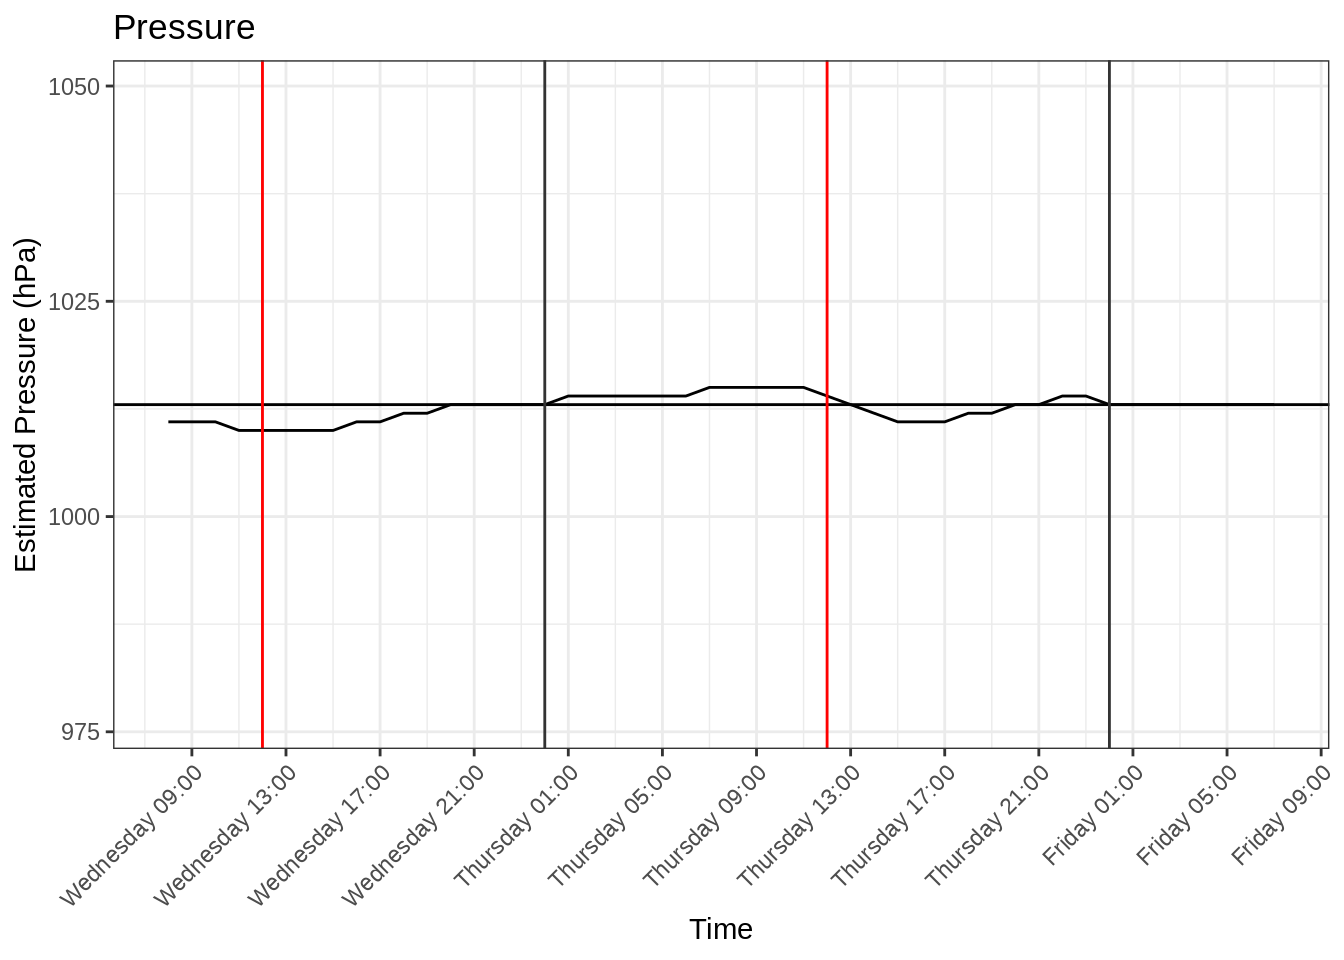 Pressure
Estimated Pressure (hPa)
1050
1025
1000
975
Wednesday 09:00
Wednesday 13:00
Wednesday 17:00
Wednesday 21:00
Thursday 01:00
Thursday 05:00
Thursday 09:00
Thursday 13:00
Thursday 17:00
Thursday 21:00
Friday 01:00
Friday 05:00
Friday 09:00
Time